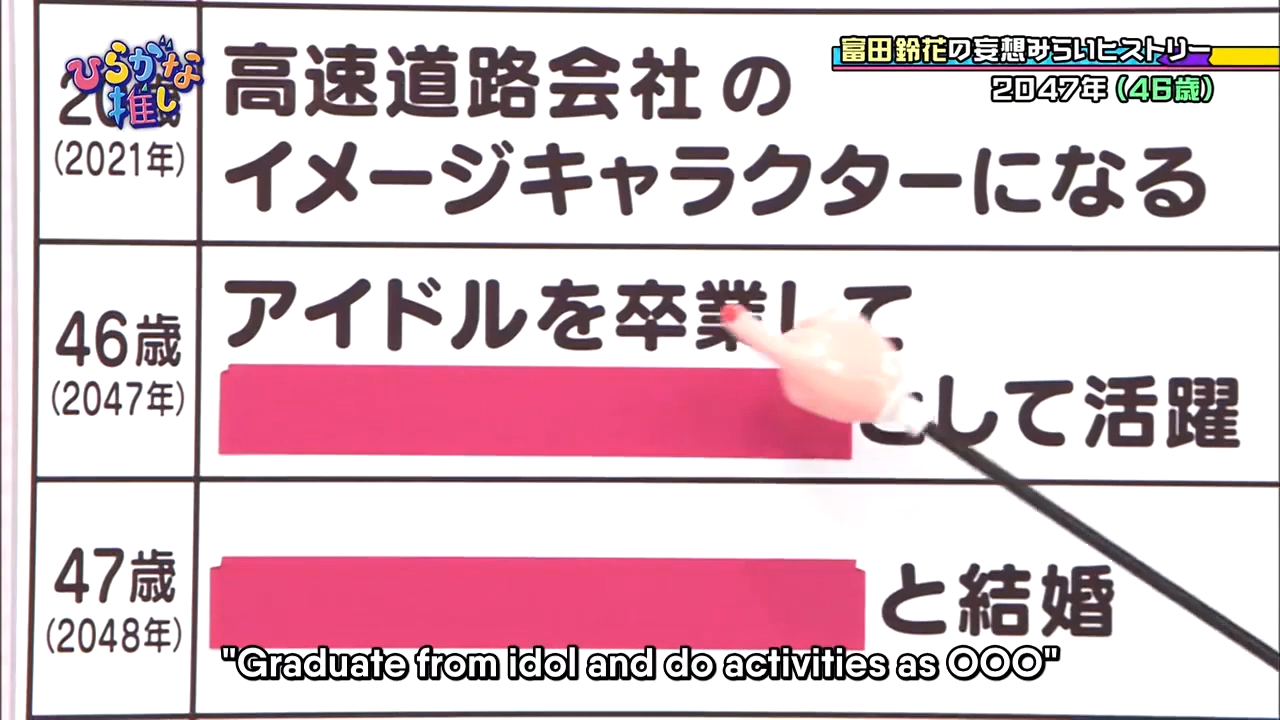 ひらがな推し
富田鈴花の妄想みらいヒストリー
2047年(46歳)
(2021年)
高速道路会社の
イメージキャラクターになる
46歳
(2047年)
アイドルを卒業して
として活躍
47歳
(2048年)
と結婚
"Graduate from idol and do activities as OOO"